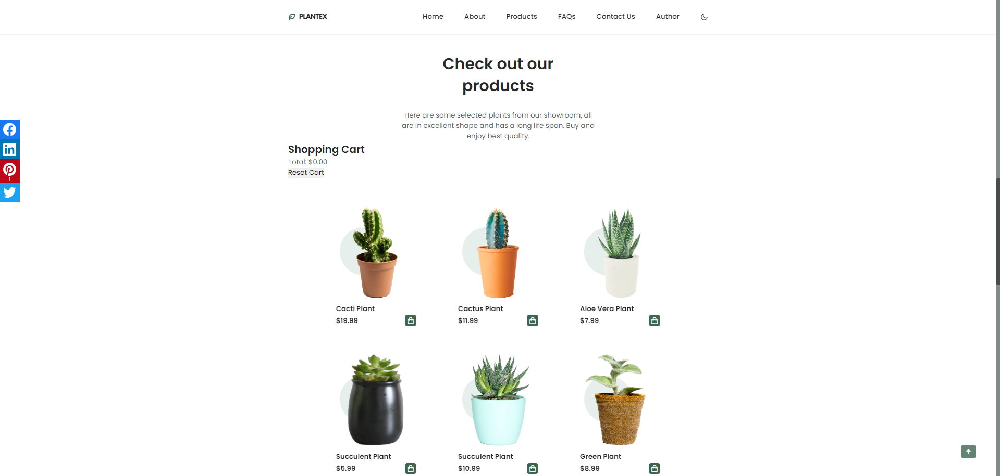 PLANTEX
Home
About
Products
FAQs
Contact Us
Author
Check out our
products
Here are some selected plants from our showroom, all
are in excellent shape and has a long life span. Buy and
enjoy best quality.
Shopping Cart
Total: $0.00
Reset Cart
1
Cacti Plant
$19.99
Cactus Plant
$11.99
Aloe Vera Plant
$7.99
Succulent Plant
$5.99
Succulent Plant
$10.99
Green Plant
$8.99